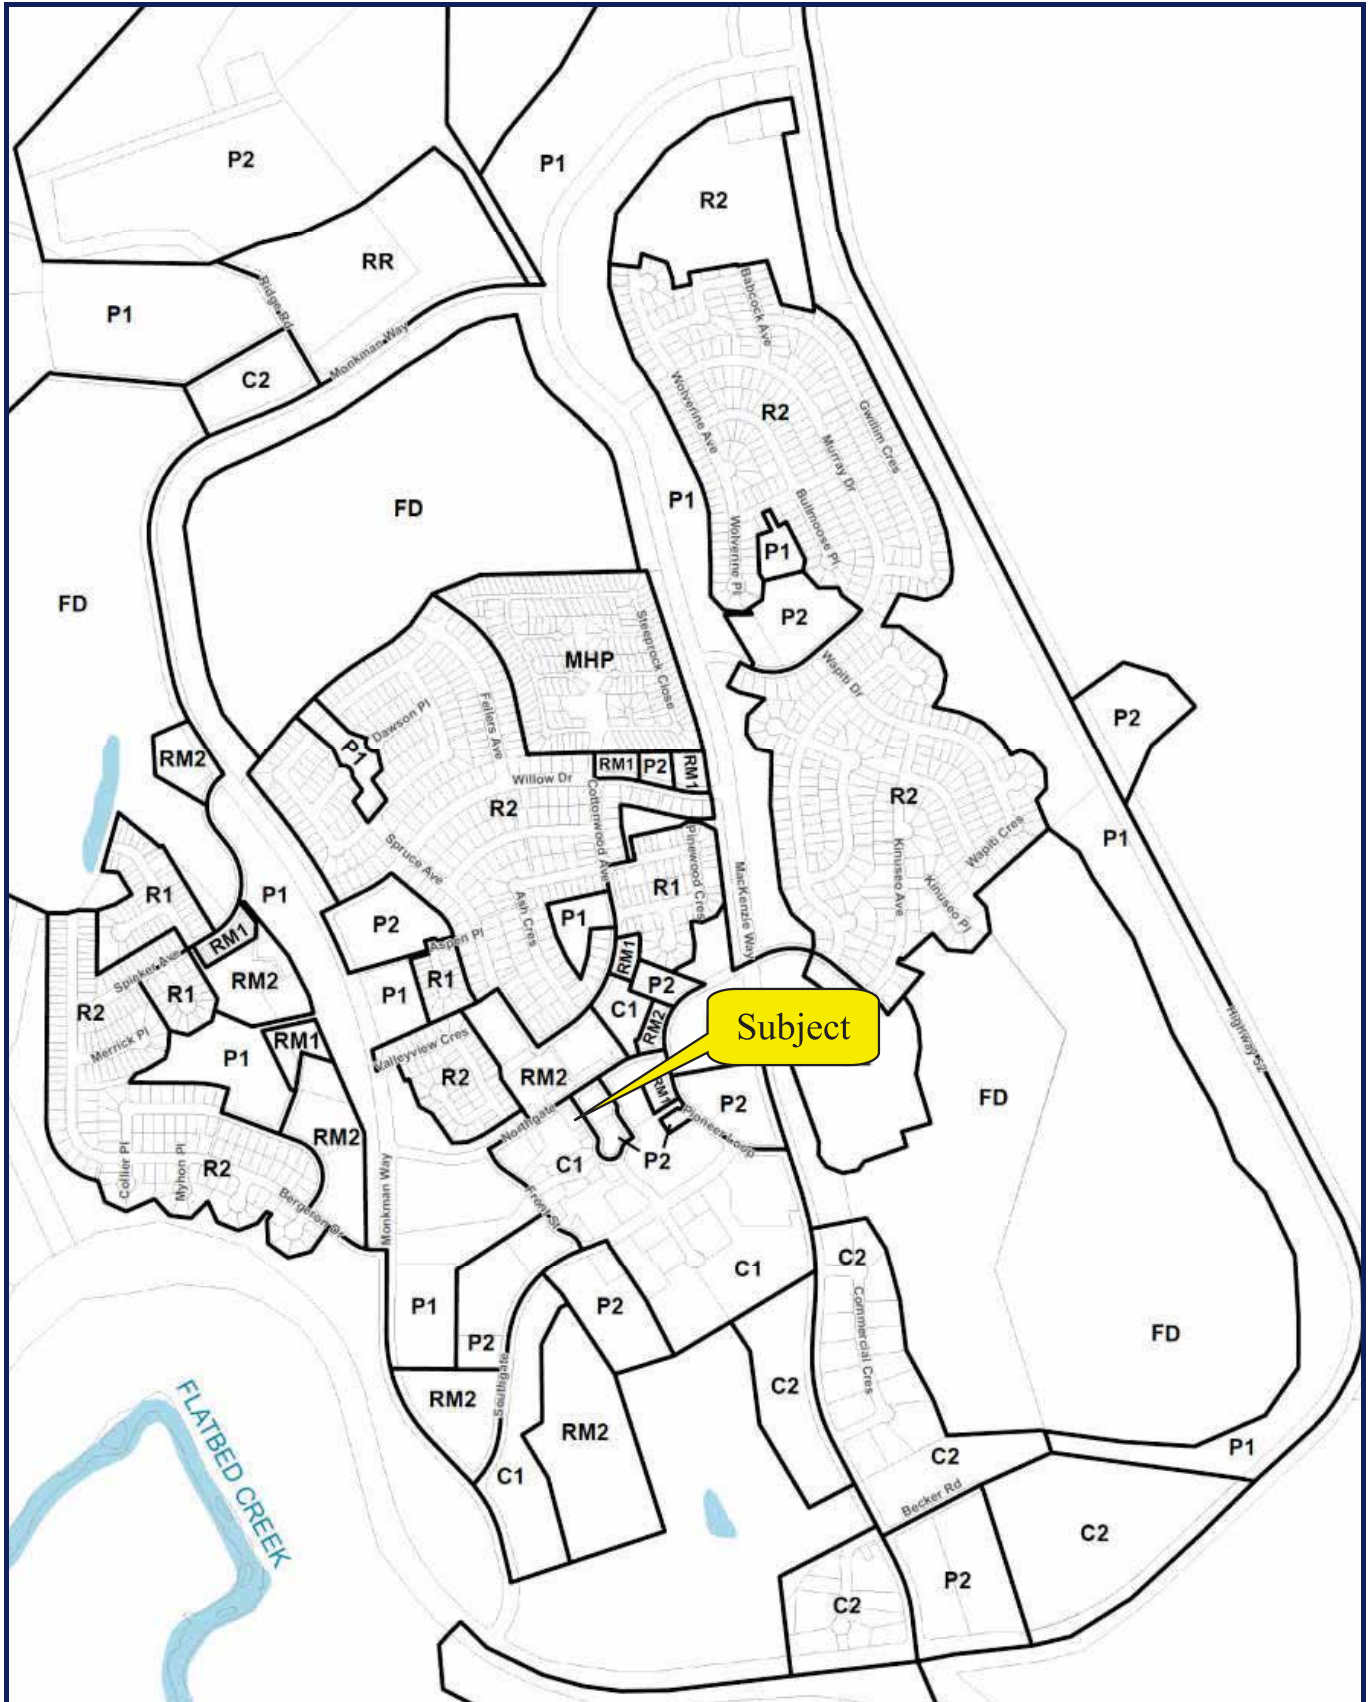 P2
P1
R2
RR
Ridge Rd
Babcock Ave
P1
Monkman Way
C2
Wolverine Ave
R2
Gwillim Cres
Murray Dr
FD
P1
Bullmoose Pl
Wolverine Pl
P1
FD
P2
Steeprock Close
MHP
Wapiti Dr
Fellers Ave
Dawson Pl
P2
P1
RM2
RM1
P2
RM1
Willow Dr
Cottonwood Ave
R2
R2
P1
Spruce Ave
Pinewood Cres
Kinuseo Ave
Wapiti Cres
R1
R1
P1
MacKenzie Way
Kinuseo Pl
P2
Ash Cres
P1
Aspen Pl
RM1
RM1
Spieker Ave
R1
RM2
R1
P1
P2
C1
RM2
Subject
R2
Merrick Pl
RM1
P1
Valleyview Cres
R2
RM2
RM1
Highway 52
P2
FD
Northgate
Pioneer Loop
RM2
Collier Pl
Myhon Pl
R2
C1
P2
Bergeron Dr
Monkman Way
Front St
C1
C2
P1
P2
P2
Commercial Cres
FD
Southgate
C2
RM2
RM2
C1
C2
P1
Becker Rd
C2
FLATBED CREEK
P2
C2